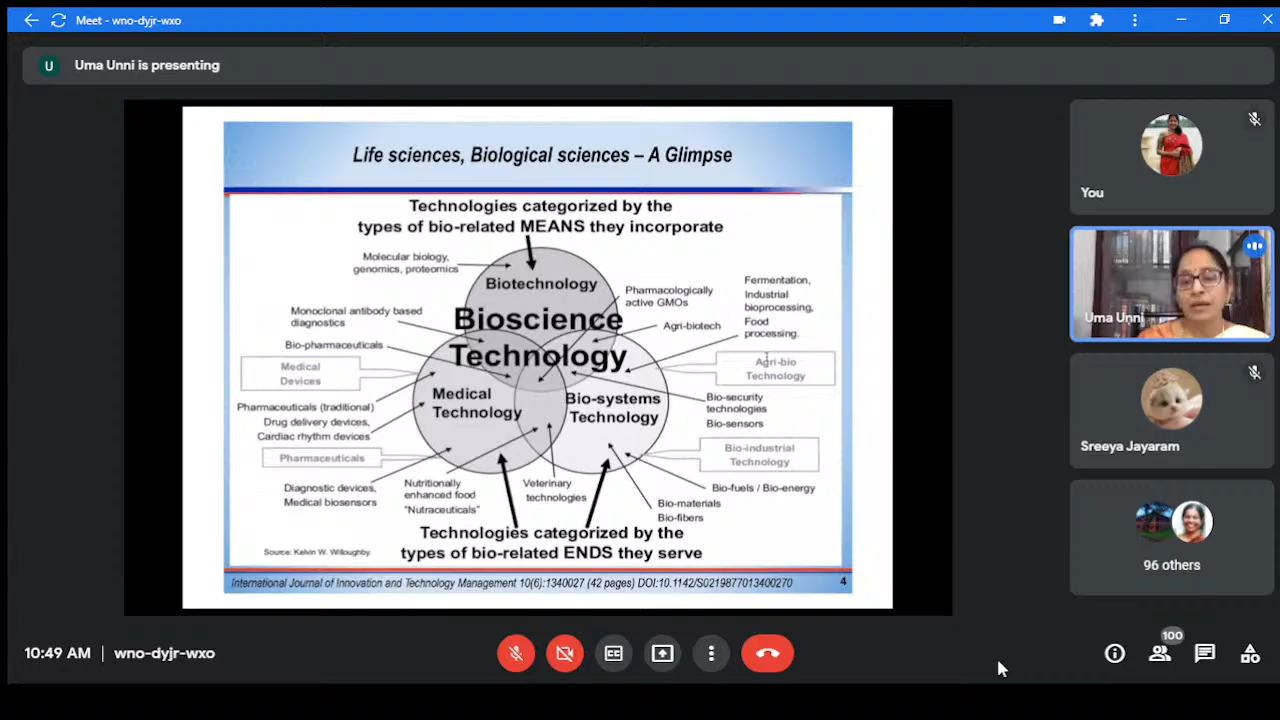 Meet - wno-dyjr-wxo
U
Uma Unni is presenting
Life sciences, Biological sciences – A Glimpse
Technologies categorized by the
types of bio-related MEANS they incorporate
Molecular biology,
genomics, proteomics
Biotechnology
Pharmacologically
active GMOs
Fermentation,
Industrial
bioprocessing,
Food
processing.
Monoclonal antibody based
diagnostics
Bioscience
Technology
Agri-biotech
Bio-pharmaceuticals
Medical
Devices
Agri-bio
Technology
Pharmaceuticals (traditional)
Drug delivery devices,
Cardiac rhythm devices
Medical
Technology
Bio-systems
Technology
Bio-security
technologies
Bio-sensors
Pharmaceuticals
Bio-industrial
Technology
Diagnostic devices,
Medical biosensors
Nutritionally
enhanced food
“Nutraceuticals”
Veterinary
technologies
Bio-fuels / Bio-energy
Bio-materials
Bio-fibers
Technologies categorized by the
types of bio-related ENDS they serve
Source: Kelvin W. Willoughby.
International Journal of Innovation and Technology Management 10(6):1340027 (42 pages) DOI:10.1142/S0219877013400270
4
You
Uma Unni
Sreeya Jayaram
96 others
10:49 AM | wno-dyjr-wxo
100